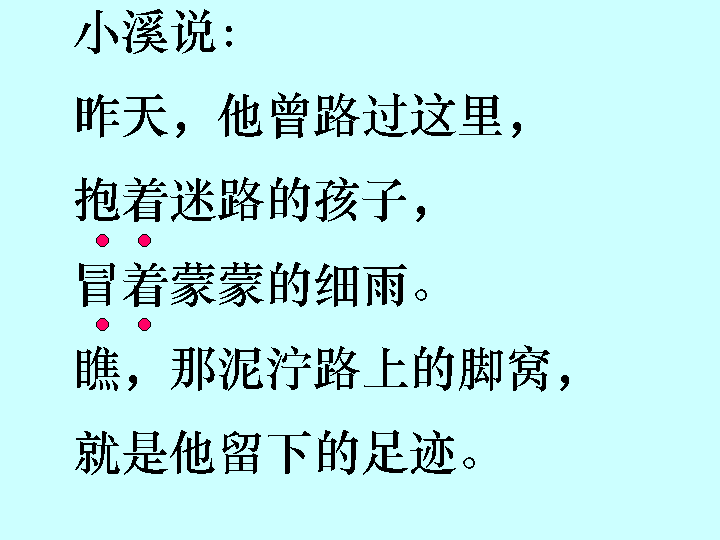 小溪说：
昨天，他曾路过这里，
抱着迷路的孩子，
冒着蒙蒙的细雨。
瞧，那泥泞路上的脚窝，
就是他留下的足迹。